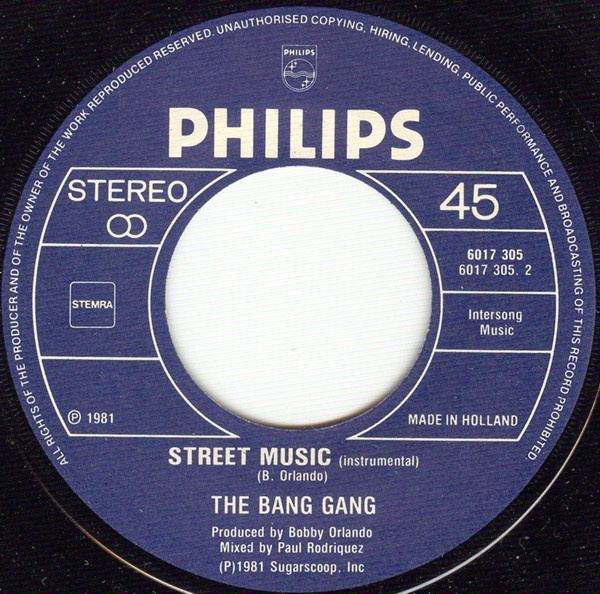 ALL RIGHTS OF THE PRODUCER AND OF THE OWNER OF THE WORK REPRODUCED RESERVED. UNAUTHORISED COPYING, HIRING, LENDING, PUBLIC PERFORMANCE AND BROADCASTING OF THIS RECORD PROHIBITED.
PHILIPS
PHILIPS
STEREO
45
6017 305
6017 305. 2
STEMRA
Intersong
Music
Ⓟ 1981
MADE IN HOLLAND
STREET MUSIC (instrumental)
(B. Orlando)
THE BANG GANG
Produced by Bobby Orlando
Mixed by Paul Rodriquez
(P)1981 Sugarscoop, Inc